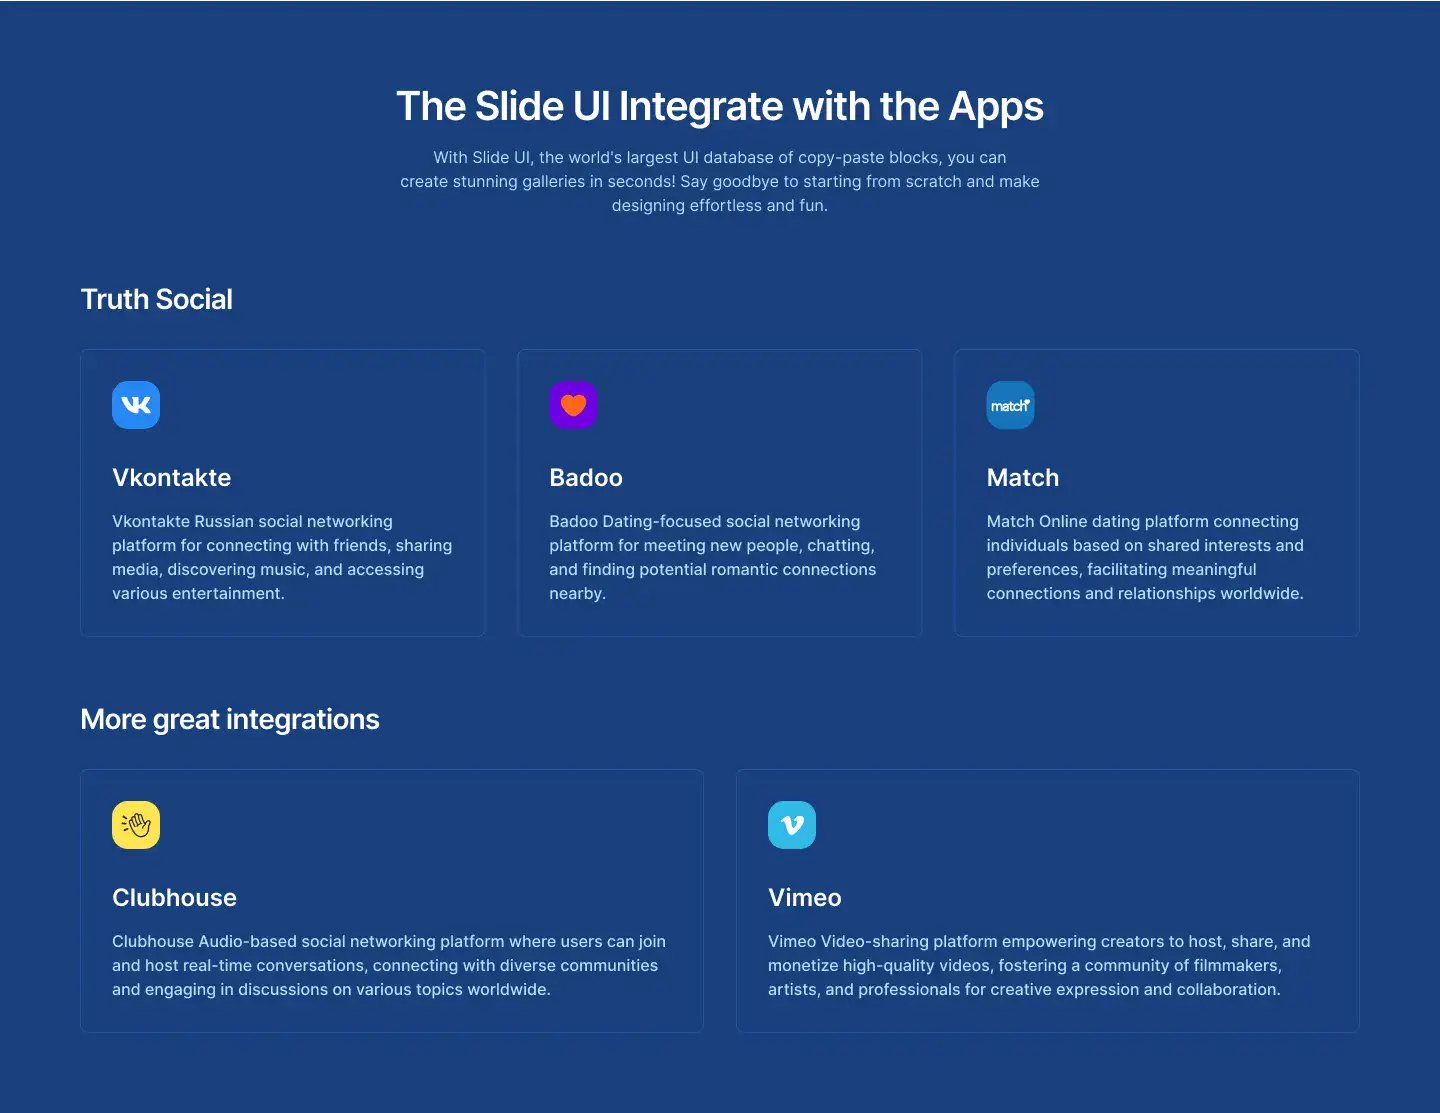 The Slide UI Integrate with the Apps
With Slide UI, the world's largest UI database of copy-paste blocks, you can
create stunning galleries in seconds! Say goodbye to starting from scratch and make
designing effortless and fun.
Truth Social
Vkontakte
Vkontakte Russian social networking
platform for connecting with friends, sharing
media, discovering music, and accessing
various entertainment.
Badoo
Badoo Dating-focused social networking
platform for meeting new people, chatting,
and finding potential romantic connections
nearby.
match
Match
Match Online dating platform connecting
individuals based on shared interests and
preferences, facilitating meaningful
connections and relationships worldwide.
More great integrations
Clubhouse
Clubhouse Audio-based social networking platform where users can join
and host real-time conversations, connecting with diverse communities
and engaging in discussions on various topics worldwide.
Vimeo
Vimeo Video-sharing platform empowering creators to host, share, and
monetize high-quality videos, fostering a community of filmmakers,
artists, and professionals for creative expression and collaboration.